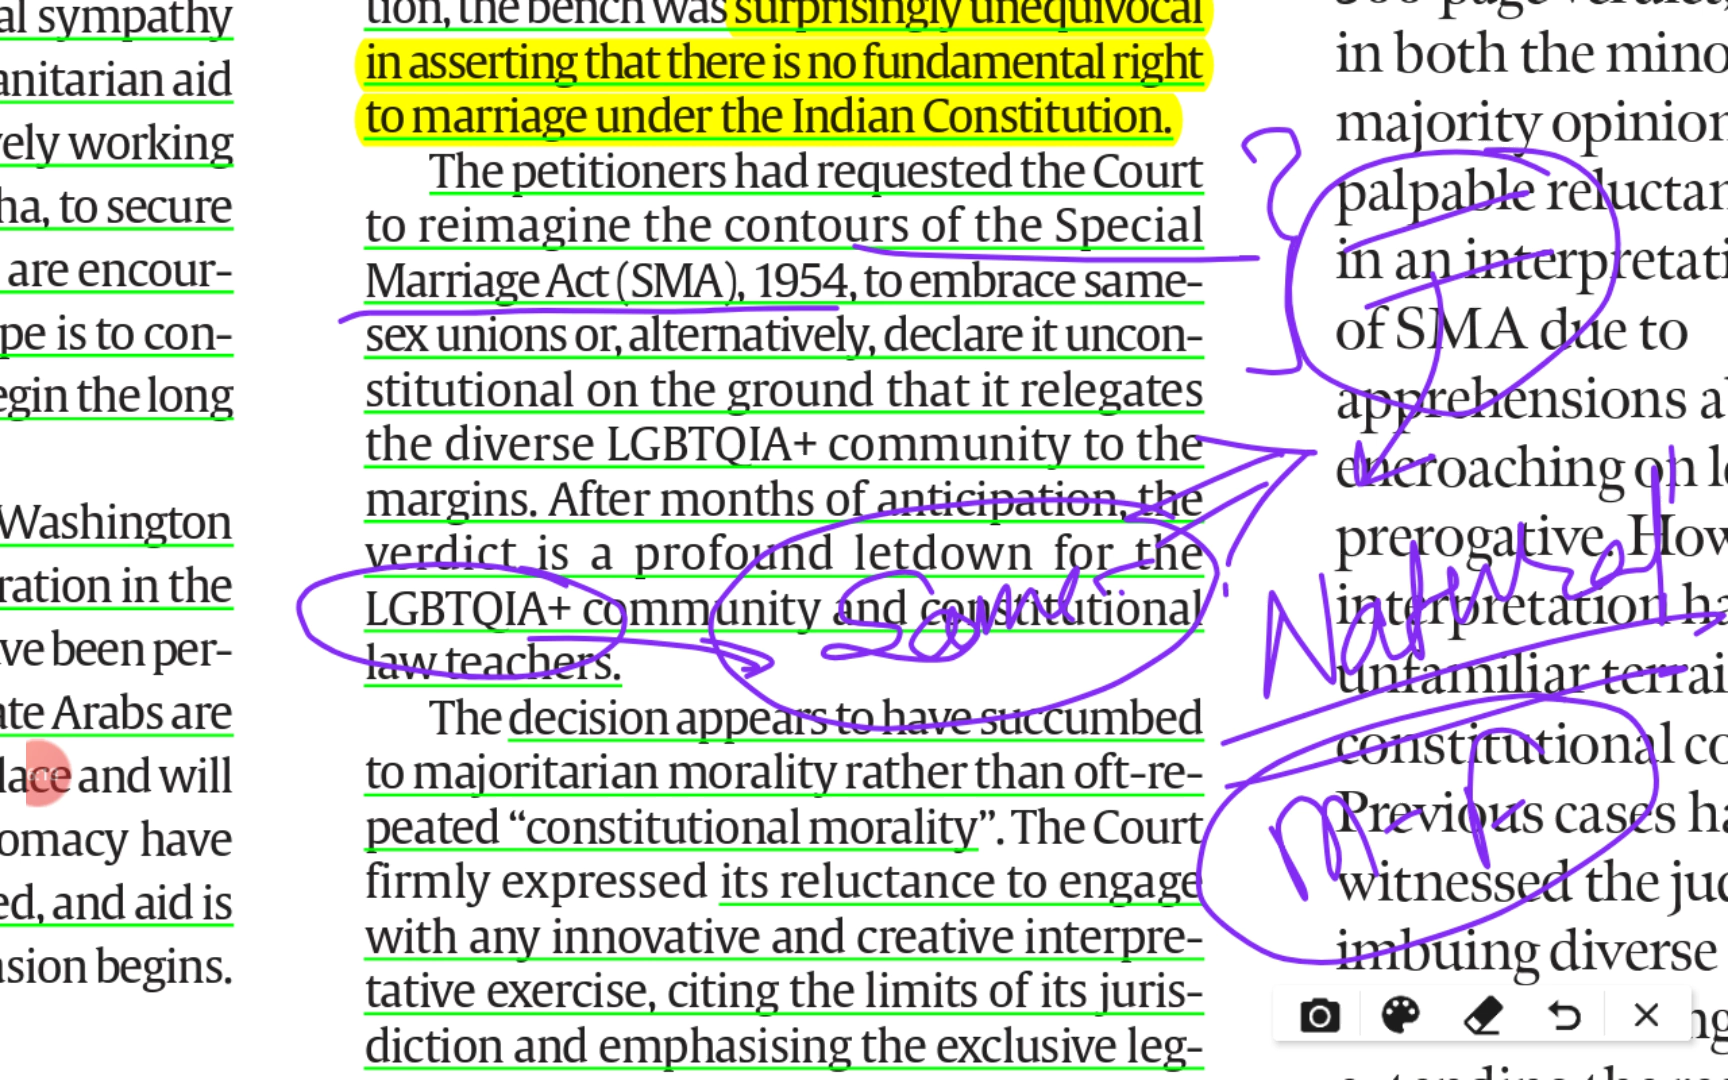 al sympathy
anitarian aid
vely working
ha, to secure
are encour-
pe is to con-
egin the long
Washington
ration in the
ve been per-
ate Arabs are
lace and will
omacy have
ed, and aid is
sion begins.
tion, the bench was surprisingly unequivocal
in asserting that there is no fundamental right
to marriage under the Indian Constitution.
The petitioners had requested the Court
to reimagine the contours of the Special
Marriage Act (SMA), 1954, to embrace same-
sex unions or, alternatively, declare it uncon-
stitutional on the ground that it relegates
the diverse LGBTQIA+ community to the
margins. After months of anticipation, the
verdict is a profound letdown for the
LGBTQIA+ community and constitutional
law teachers.
The decision appears to have succumbed
to majoritarian morality rather than oft-re-
peated “constitutional morality”. The Court
firmly expressed its reluctance to engage
with any innovative and creative interpre-
tative exercise, citing the limits of its juris-
diction and emphasising the exclusive leg-
in both the mino
majority opinion
palpable reluctan
in an interpretati
of SMA due to
apprehensions a
encroaching on le
prerogative. How
interpretation ha
unfamiliar terrai
constitutional co
Previous cases ha
witnessed the jud
imbuing diverse
ng
Same
Natural
M-F